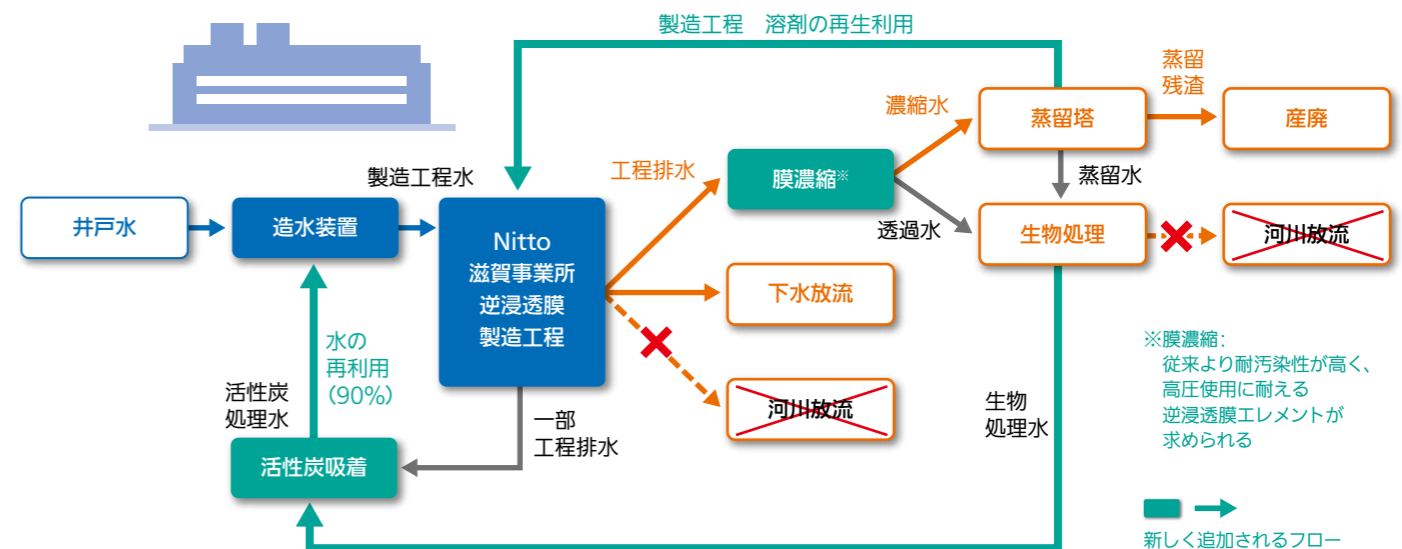 製造工程　溶剤の再生利用
蒸留
残渣
濃縮水
蒸留塔
産廃
工程排水
膜濃縮※
製造工程水
蒸留水
井戸水
造水装置
Nitto
滋賀事業所
逆浸透膜
製造工程
透過水
生物処理
河川放流
下水放流
水の
再利用
（90%）
活性炭
処理水
河川放流
一部
工程排水
生物
処理水
活性炭吸着
※膜濃縮：
従来より耐汚染性が高く、
高圧使用に耐える
逆浸透膜エレメントが
求められる
新しく追加されるフロー